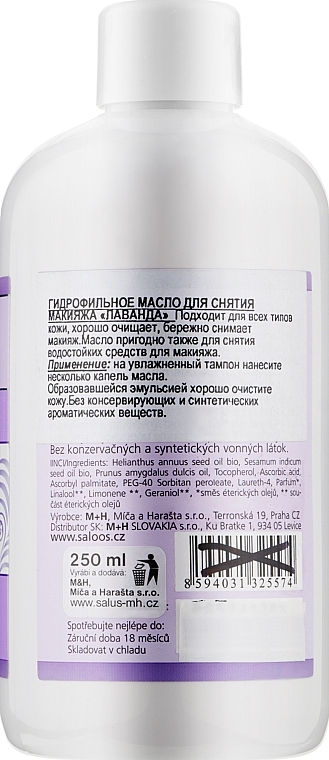 ГИДРОФИЛЬНОЕ МАСЛО ДЛЯ СНЯТИЯ
МАКИЯЖА «ЛАВАНДА» Подходит для всех типов
кожи, хорошо очищает, бережно снимает
макияж.Масло пригодно также для снятия
водостойких средств для макияжа.
Применение: на увлажненный тампон нанесите
несколько капель масла.
Образовавшейся эмульсией хорошо очистите
кожу.Без консервирующих и синтетических
ароматических веществ.
Bez konzervačných a syntetických vonných látok.
IINCI/Ingredients: Helianthus annuus seed oil bio, Sesamum indicum
seed oil bio, Prunus amygdalus dulcis oil, Tocopherol, Ascorbic acid,
Ascorbyl palmitate, PEG-40 Sorbitan peroleate, Laureth-4, Parfum*,
Linalool**, Limonene **, Geraniol**, *směs éterických olejů, ** sou-
část éterických olejů
Výrobce: M+H, Míča a Harašta s.r.o., Terronská 19, Praha CZ
Distributor SK: M+H SLOVAKIA s.r.o., Ku Bratke 1, 934 05 Levice
www.saloos.cz
250 ml
Vyrábí a dodává:
M&H,
Míča a Harašta s.r.o.
www.salus-mh.cz
8 594031 325574
Spotřebujte nejlépe do:
Záruční doba 18 měsíců
Skladovat v chladu